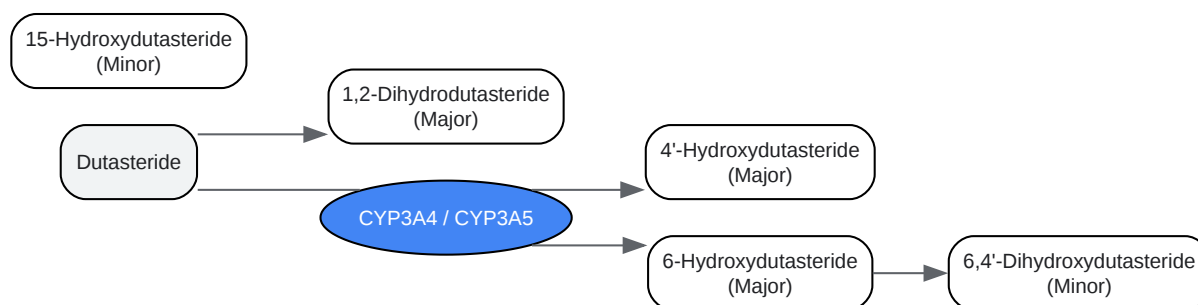 15-Hydroxydutasteride
(Minor)
1,2-Dihydrodutasteride
(Major)
Dutasteride
4'-Hydroxydutasteride
(Major)
CYP3A4 / CYP3A5
6-Hydroxydutasteride
(Major)
6,4'-Dihydroxydutasteride
(Minor)